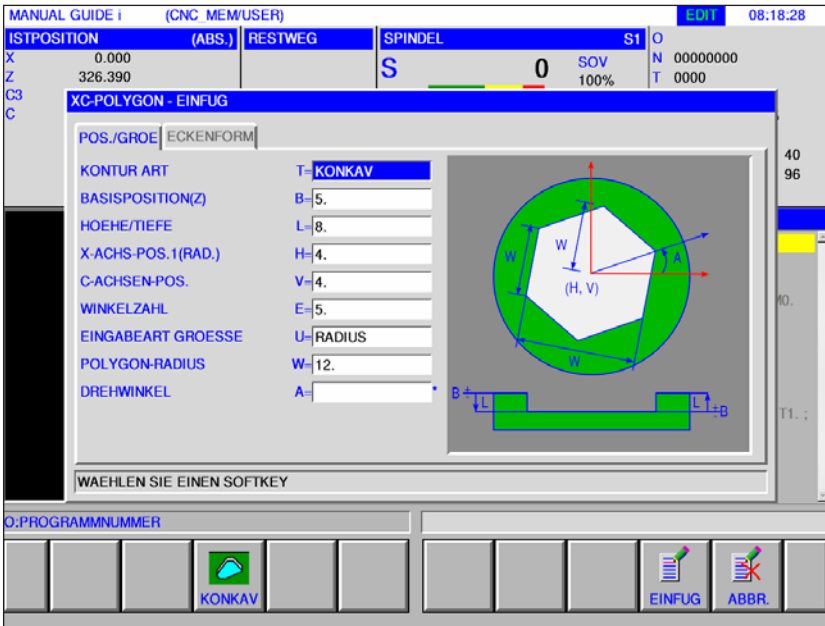 MANUAL GUIDE i (CNC_MEM/USER) EDIT 08:18:28
ISTPOSITION (ABS.) RESTWEG SPINDEL S1 O
X 0.000 S 0 SOV N 00000000
Z 326.390 100% T 0000
C3
C
XC-POLYGON - EINFUG
POS./GROE ECKENFORM
KONTUR ART T= KONKAV
BASISPOSITION(Z) B= 5.
HOEHE/TIEFE L= 8.
X-ACHS-POS.1(RAD.) H= 4.
C-ACHSEN-POS. V= 4.
WINKELZAHL E= 5.
EINGABEART GROESSE U= RADIUS
POLYGON-RADIUS W= 12.
DREHWINKEL A= *
W W A
(H, V)
W
B ± L L ± B
40
96
M0.
T1. ;
WAEHLEN SIE EINEN SOFTKEY
O:PROGRAMMNUMMER
KONKAV EINFUG ABBR.